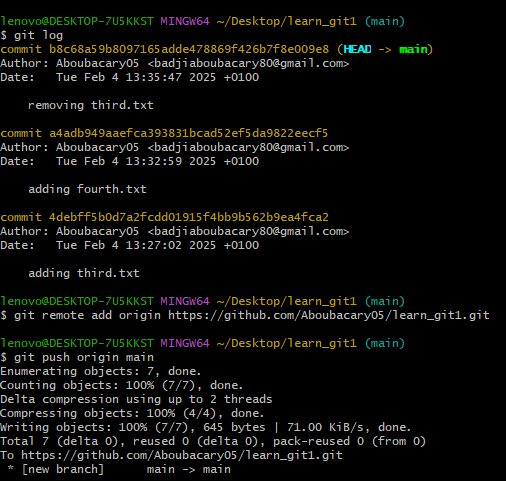 lenovo@DESKTOP-7U5KKST MINGW64 ~/Desktop/learn_git1 (main)
$ git log
commit b8c68a59b8097165adde478869f426b7f8e009e8 (HEAD -> main)
Author: Aboubacary05 <badjiaboubacary80@gmail.com>
Date:   Tue Feb 4 13:35:47 2025 +0100

    removing third.txt

commit a4adb949aaefca393831bcad52ef5da9822eecf5
Author: Aboubacary05 <badjiaboubacary80@gmail.com>
Date:   Tue Feb 4 13:32:59 2025 +0100

    adding fourth.txt

commit 4debff5b0d7a2fcdd01915f4bb9b562b9ea4fca2
Author: Aboubacary05 <badjiaboubacary80@gmail.com>
Date:   Tue Feb 4 13:27:02 2025 +0100

    adding third.txt

lenovo@DESKTOP-7U5KKST MINGW64 ~/Desktop/learn_git1 (main)
$ git remote add origin https://github.com/Aboubacary05/learn_git1.git

lenovo@DESKTOP-7U5KKST MINGW64 ~/Desktop/learn_git1 (main)
$ git push origin main
Enumerating objects: 7, done.
Counting objects: 100% (7/7), done.
Delta compression using up to 2 threads
Compressing objects: 100% (4/4), done.
Writing objects: 100% (7/7), 645 bytes | 71.00 KiB/s, done.
Total 7 (delta 0), reused 0 (delta 0), pack-reused 0 (from 0)
To https://github.com/Aboubacary05/learn_git1.git
 * [new branch]      main -> main